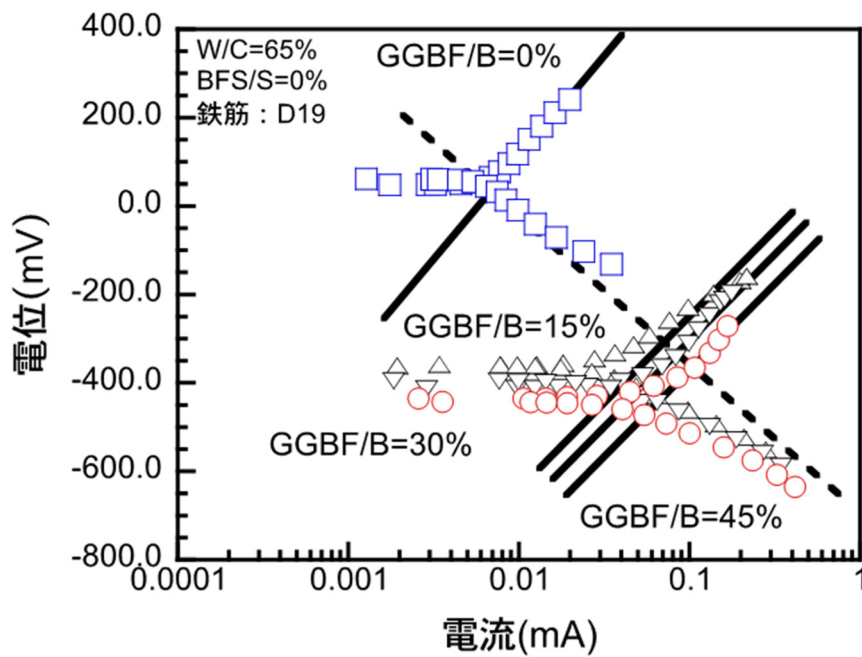 400.0
200.0
0.0
-200.0
-400.0
-600.0
-800.0
電位(mV)
W/C=65%
BFS/S=0%
鉄筋：D19
GGBF/B=0%
GGBF/B=15%
GGBF/B=30%
GGBF/B=45%
0.0001
0.001
0.01
0.1
1
電流(mA)